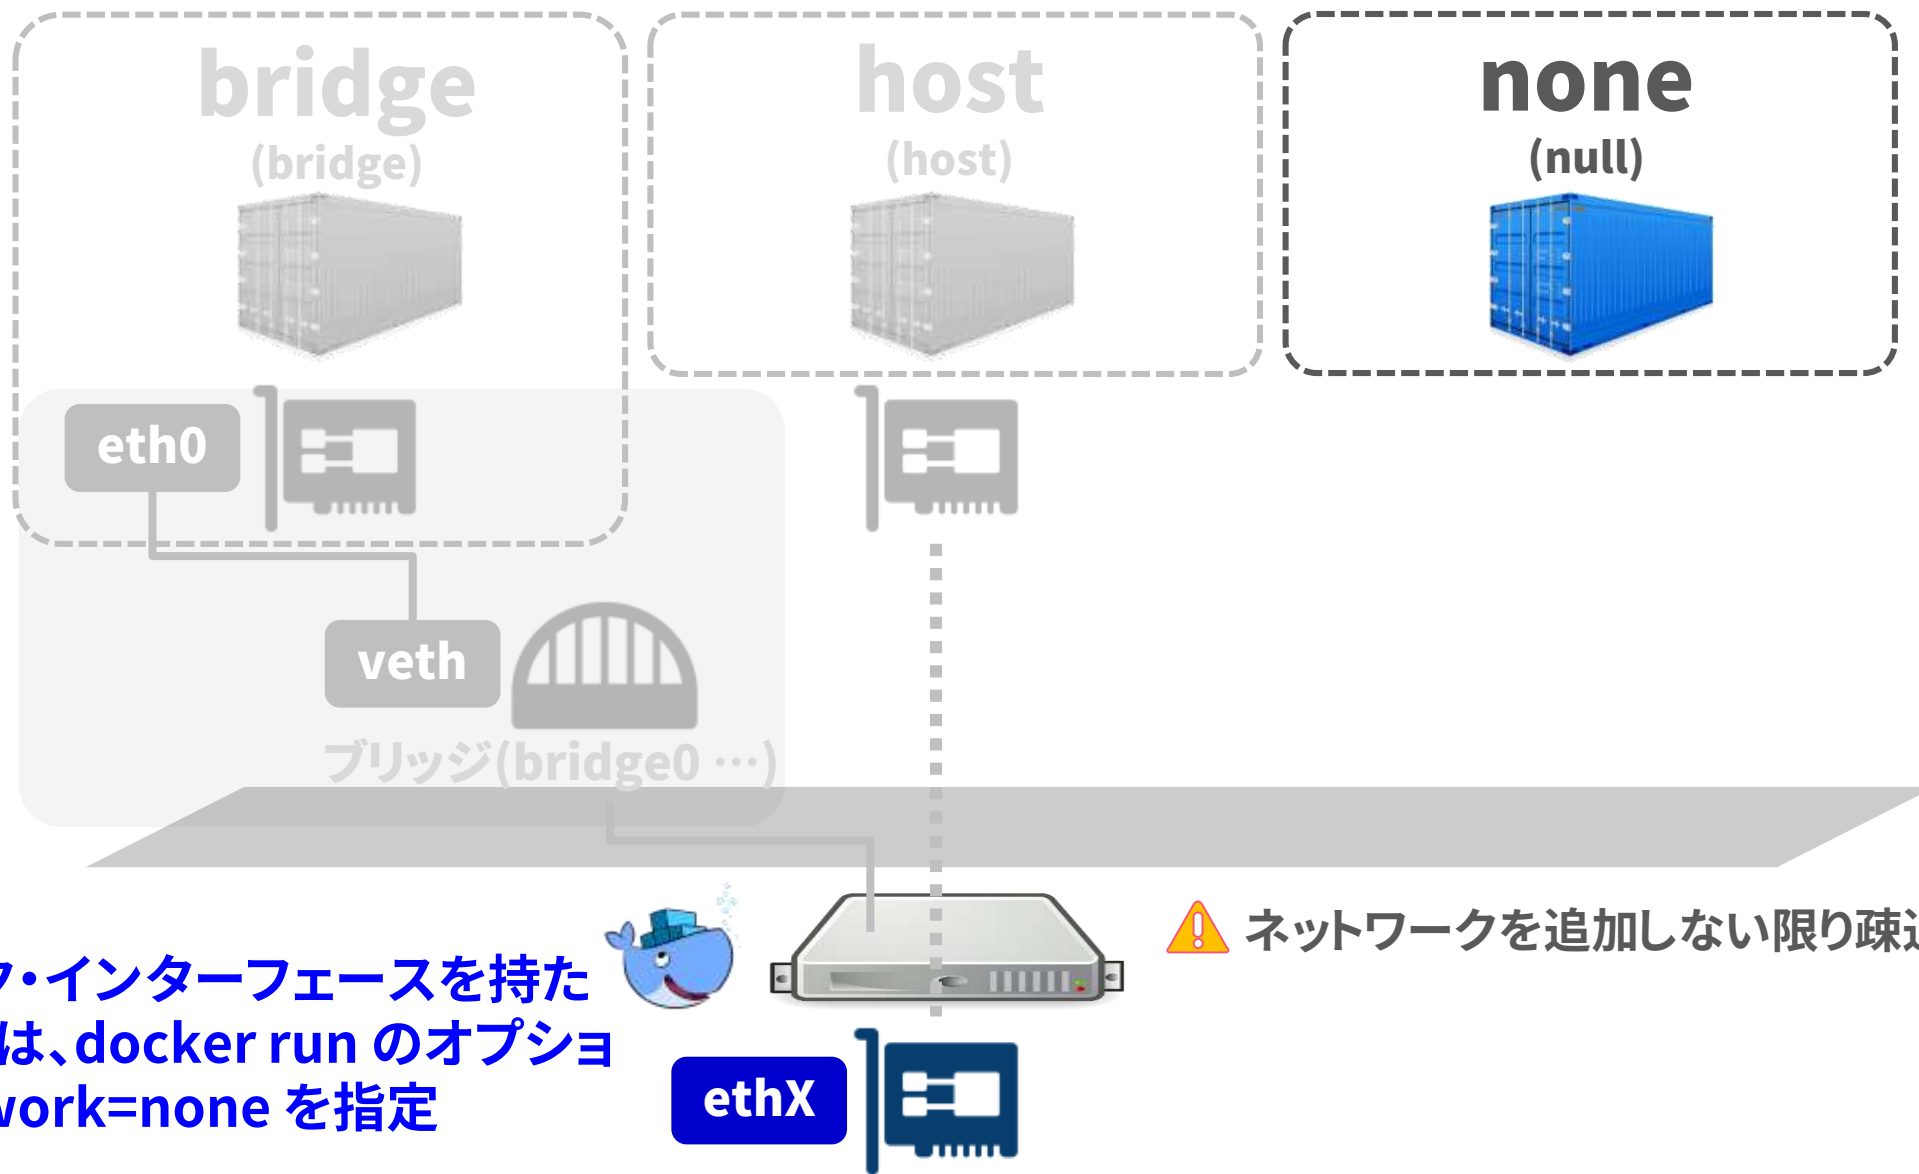 bridge
(bridge)
host
(host)
none
(null)
eth0
veth
ブリッジ(bridge0 …)
ネットワークを追加しない限り疎
ク・インターフェースを持た
は、docker run のオプショ
work=none を指定
ethX